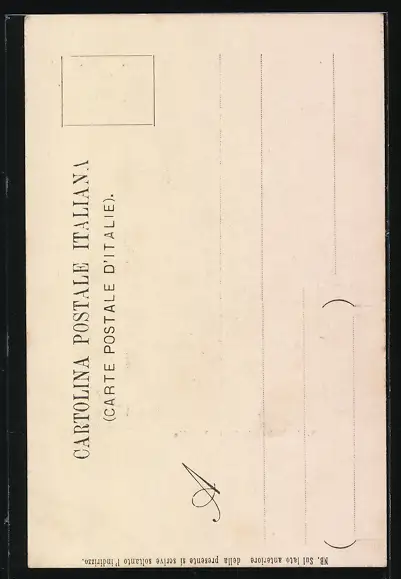 CARTOLINA POSTALE ITALIANA
(CARTE POSTALE D'ITALIE).
A
NB. Sul lato anteriore della presente si scrive soltanto l'indirizzo.